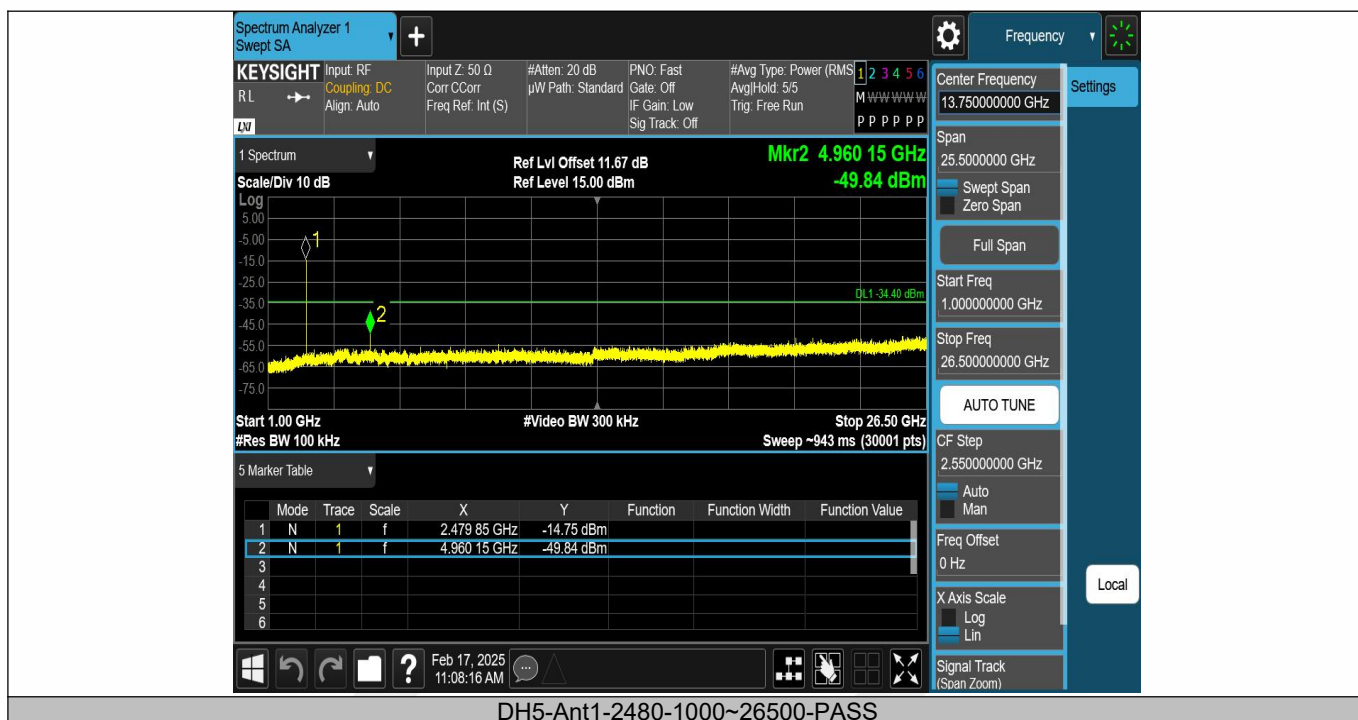 Spectrum Analyzer 1
Swept SA
+
Frequency
KEYSIGHT
R L
LXI
Input: RF
Coupling: DC
Align: Auto
Input Z: 50 Ω
Corr CCorr
Freq Ref: Int (S)
#Atten: 20 dB
µW Path: Standard
PNO: Fast
Gate: Off
IF Gain: Low
Sig Track: Off
#Avg Type: Power (RMS
Avg|Hold: 5/5
Trig: Free Run
1 2 3 4 5 6
M W W W W W
P P P P P P
1 Spectrum
Scale/Div 10 dB
Ref Lvl Offset 11.67 dB
Ref Level 15.00 dBm
Mkr2 4.960 15 GHz
-49.84 dBm
Log
5.00
-5.00
-15.0
-25.0
-35.0
-45.0
-55.0
-65.0
-75.0
1
2
DL1 -34.40 dBm
Start 1.00 GHz
#Video BW 300 kHz
Stop 26.50 GHz
#Res BW 100 kHz
Sweep ~943 ms (30001 pts)
5 Marker Table
Mode Trace Scale X Y Function Function Width Function Value
1 N 1 f 2.479 85 GHz -14.75 dBm
2 N 1 f 4.960 15 GHz -49.84 dBm
3
4
5
6
?
Feb 17, 2025
11:08:16 AM
Center Frequency
13.750000000 GHz
Settings
Span
25.5000000 GHz
Swept Span
Zero Span
Full Span
Start Freq
1.000000000 GHz
Stop Freq
26.500000000 GHz
AUTO TUNE
CF Step
2.550000000 GHz
Auto
Man
Freq Offset
0 Hz
Local
X Axis Scale
Log
Lin
Signal Track
(Span Zoom)
DH5-Ant1-2480-1000~26500-PASS